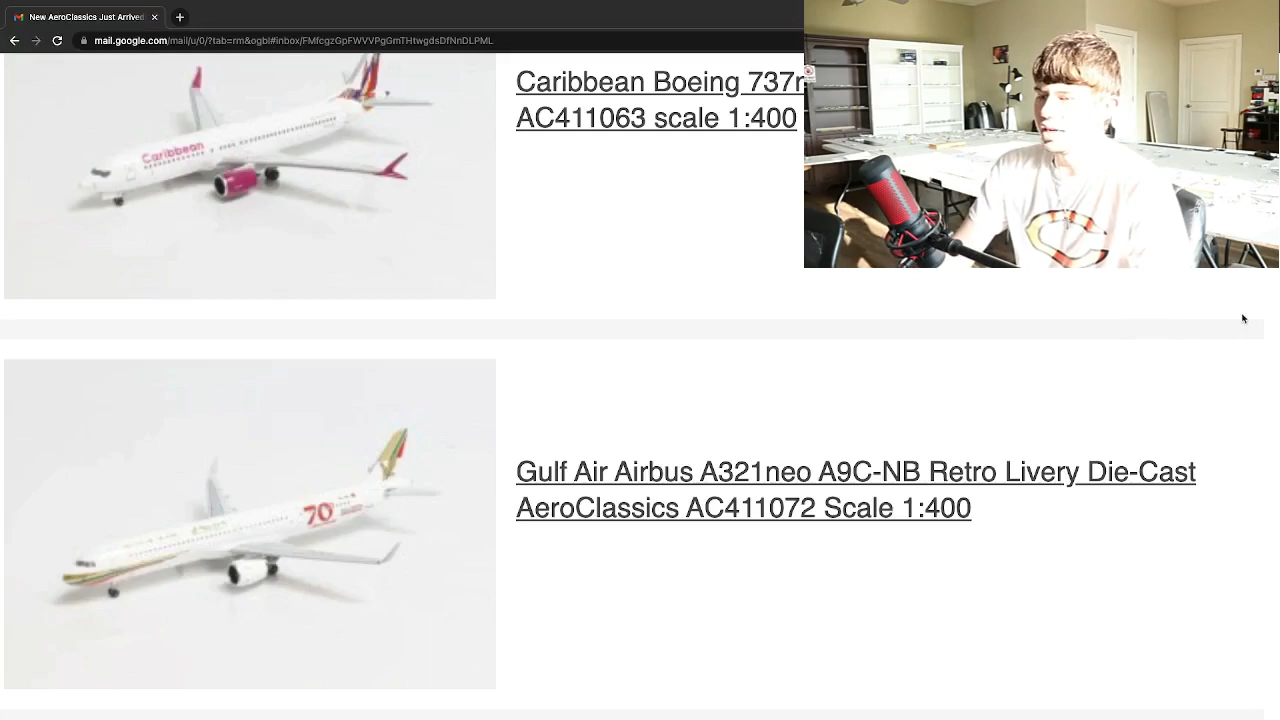 New AeroClassics Just Arrived
mail.google.com/mail/u/0/?tab=rm&ogbl#inbox/FMfcgzGpFWVVPgGmTHtwgdsDfNnDLPML
Caribbean Boeing 737
AC411063 scale 1:400
Caribbean
Gulf Air Airbus A321neo A9C-NB Retro Livery Die-Cast
AeroClassics AC411072 Scale 1:400
70